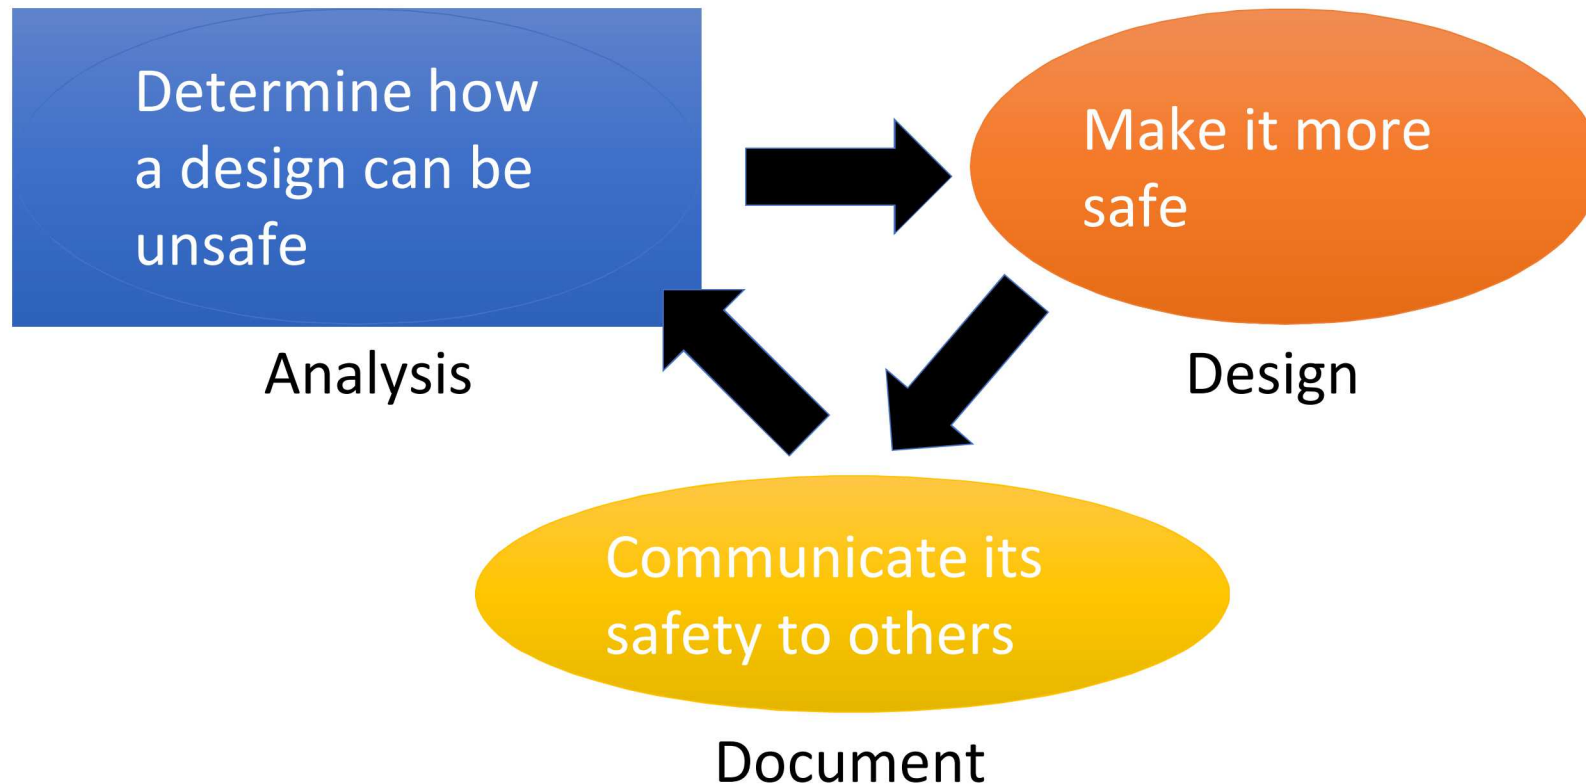 Determine how
a design can be
unsafe
Analysis
Make it more
safe
Design
Communicate its
safety to others
Document